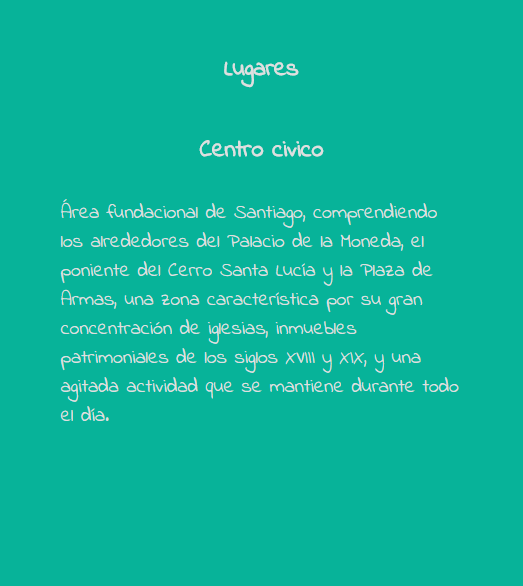 Lugares
Centro civico
Área fundacional de Santiago, comprendiendo
los alrededores del Palacio de la Moneda, el
poniente del Cerro Santa Lucía y la Plaza de
Armas, una zona característica por su gran
concentración de iglesias, inmuebles
patrimoniales de los siglos XVIII y XIX, y una
agitada actividad que se mantiene durante todo
el día.